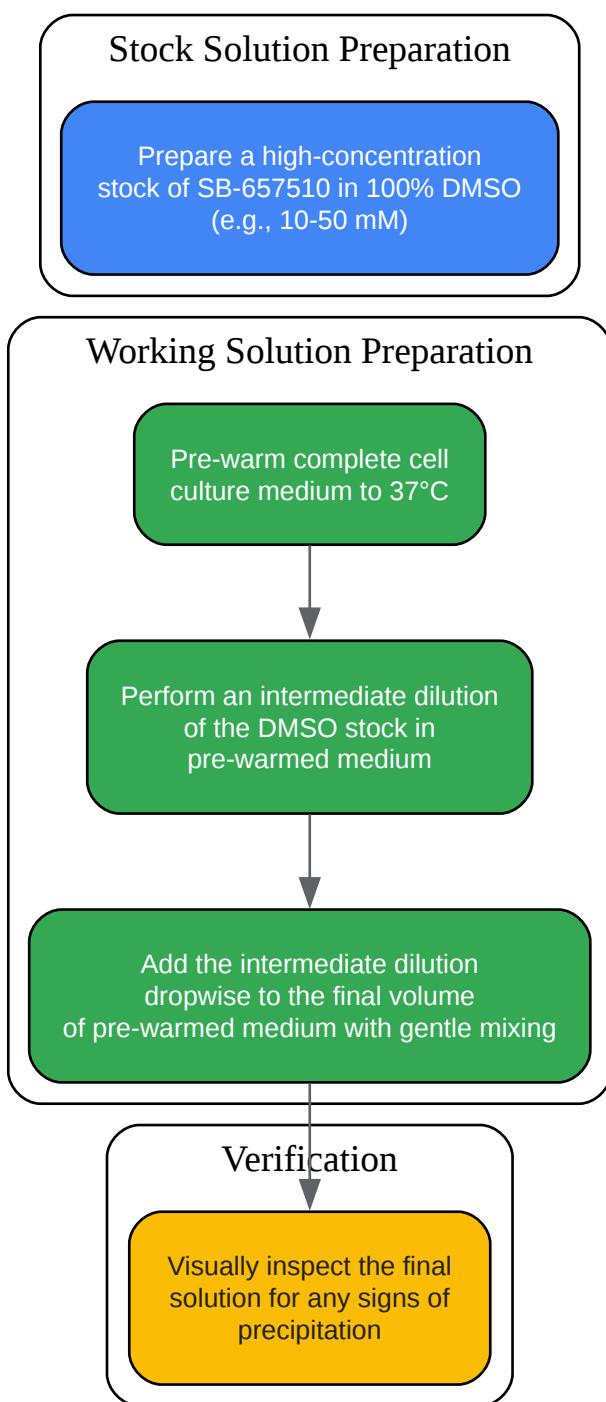 Stock Solution Preparation
Prepare a high-concentration
stock of SB-657510 in 100% DMSO
(e.g., 10-50 mM)
Working Solution Preparation
Pre-warm complete cell
culture medium to 37°C
Perform an intermediate dilution
of the DMSO stock in
pre-warmed medium
Add the intermediate dilution
dropwise to the final volume
of pre-warmed medium with gentle mixing
Verification
Visually inspect the final
solution for any signs of
precipitation